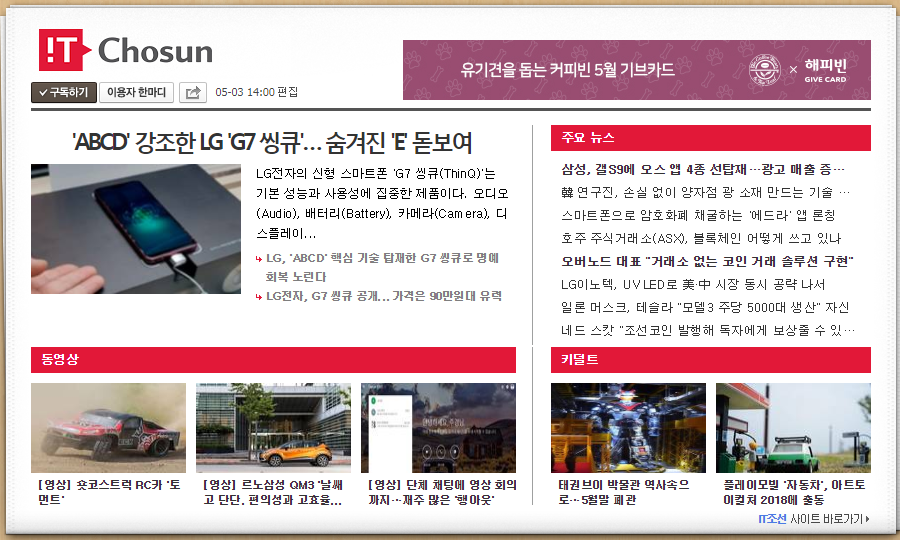 IT Chosun
유기견을 돕는 커피빈 5월 기브카드
× 해피빈
GIVE CARD
구독하기 이용자 한마디 05-03 14:00 편집
'ABCD' 강조한 LG 'G7 씽큐'… 숨겨진 'E' 돋보여
LG전자의 신형 스마트폰 'G7 씽큐(ThinQ)'는
기본 성능과 사용성에 집중한 제품이다. 오디오
(Audio), 배터리(Battery), 카메라(Camera), 디
스플레이...
LG, 'ABCD' 핵심 기술 탑재한 G7 씽큐로 명예
회복 노린다
LG전자, G7 씽큐 공개... 가격은 90만원대 유력
주요 뉴스
삼성, 갤S9에 오스 앱 4종 선탑재…광고 매출 증…
韓 연구진, 손실 없이 양자점 광 소재 만드는 기술 …
스마트폰으로 암호화폐 채굴하는 '에드라' 앱 론칭
호주 주식거래소(ASX), 블록체인 어떻게 쓰고 있나
오버노드 대표 "거래소 없는 코인 거래 솔루션 구현"
LG이노텍, UV LED로 美·中 시장 동시 공략 나서
일론 머스크, 테슬라 "모델3 주당 5000대 생산" 자신
네드 스캇 "조선코인 발행해 독자에게 보상줄 수 있…
동영상
[영상] 숏코스트럭 RC카 '토
먼트'
[영상] 르노삼성 QM3 '날쌔
고 단단, 편의성과 고효율...
[영상] 단체 채팅에 영상 회의
까지…재주 많은 '행아웃'
키덜트
태권브이 박물관 역사속으
로…5월말 폐관
플레이모빌 '자동차', 아트토
이컬쳐 2018에 출동
IT조선 사이트 바로가기